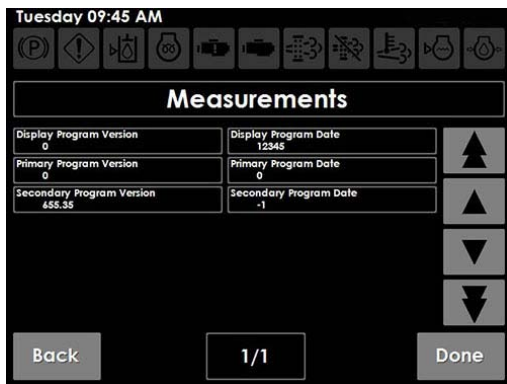 Tuesday 09:45 AM
P
Measurements
Display Program Version
0
Display Program Date
12345
Primary Program Version
0
Primary Program Date
0
Secondary Program Version
655.35
Secondary Program Date
-1
Back
1/1
Done